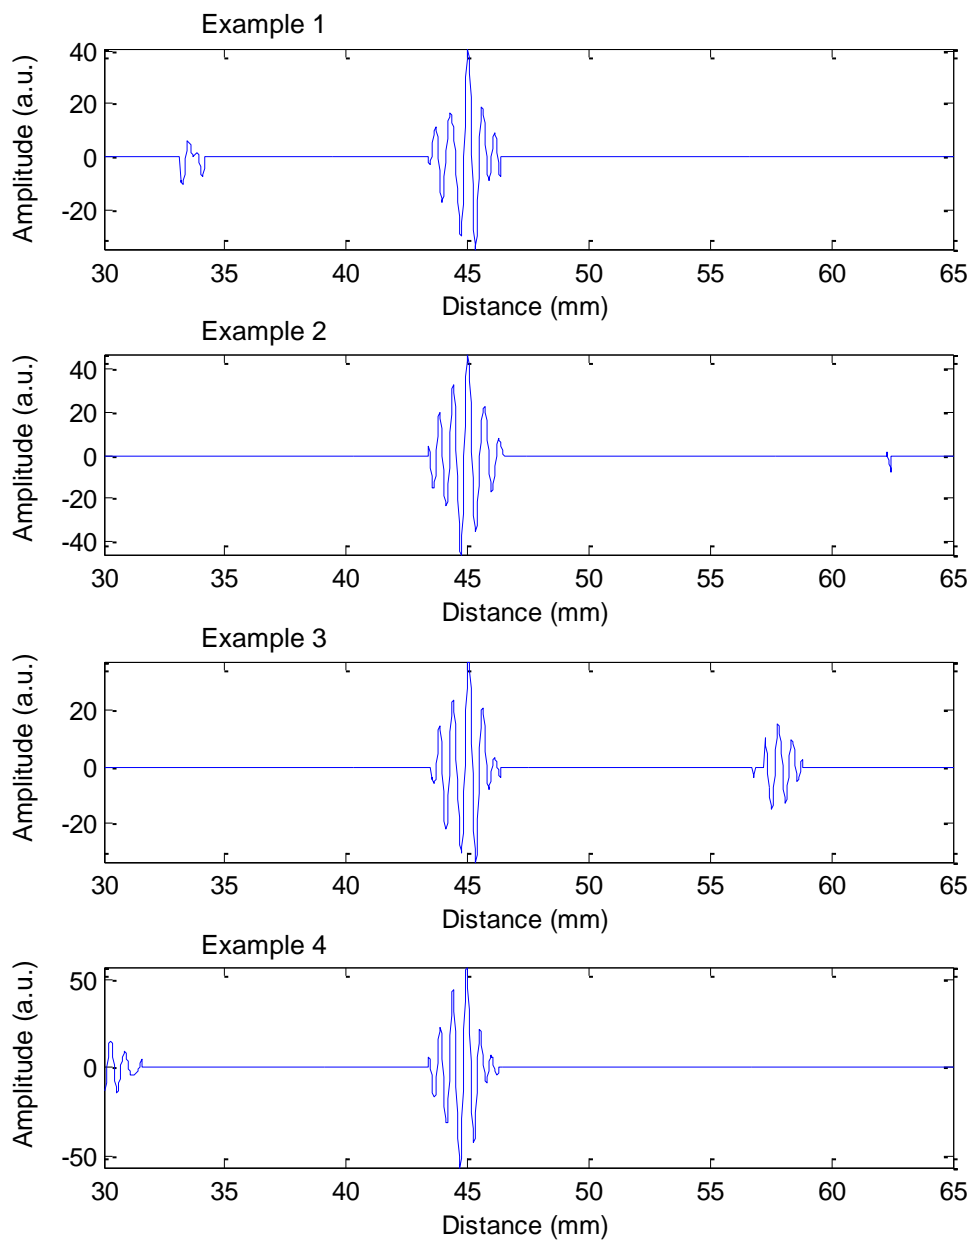 Example 1
Amplitude (a.u.)
40
20
0
-20
30 35 40 45 50 55 60 65
Distance (mm)
Example 2
Amplitude (a.u.)
40
20
0
-20
-40
30 35 40 45 50 55 60 65
Distance (mm)
Example 3
Amplitude (a.u.)
20
0
-20
30 35 40 45 50 55 60 65
Distance (mm)
Example 4
Amplitude (a.u.)
50
0
-50
30 35 40 45 50 55 60 65
Distance (mm)